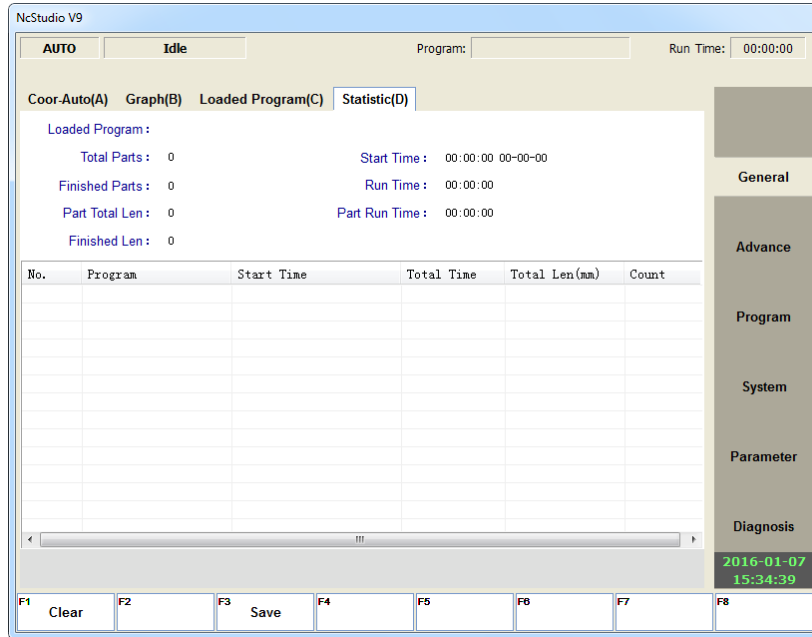 NcStudio V9
AUTO Idle Program: Run Time: 00:00:00
Coor-Auto(A) Graph(B) Loaded Program(C) Statistic(D)
Loaded Program:
Total Parts: 0 Start Time: 00:00:00 00-00-00
Finished Parts: 0 Run Time: 00:00:00
Part Total Len: 0 Part Run Time: 00:00:00
Finished Len: 0
No. Program Start Time Total Time Total Len(mm) Count
General
Advance
Program
System
Parameter
Diagnosis
2016-01-07
15:34:39
F1 Clear F2 F3 Save F4 F5 F6 F7 F8